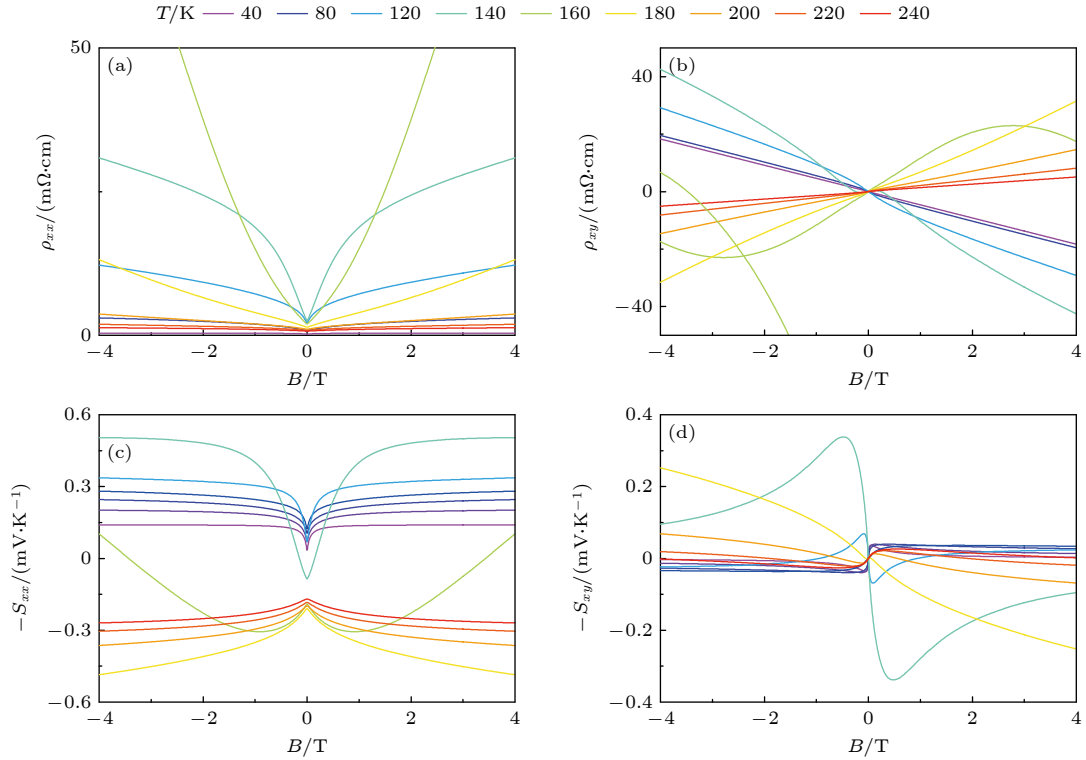 T/K 40 80 120 140 160 180 200 220 240
(a)
50
25
0
ρxx/(mΩ·cm)
−4 −2 0 2 4
B/T
(b)
40
20
0
−20
−40
ρxy/(mΩ·cm)
−4 −2 0 2 4
B/T
(c)
0.6
0.3
0
−0.3
−0.6
−Sxx/(mV·K⁻¹)
−4 −2 0 2 4
B/T
(d)
0.4
0.2
0
−0.2
−0.4
−Sxy/(mV·K⁻¹)
−4 −2 0 2 4
B/T